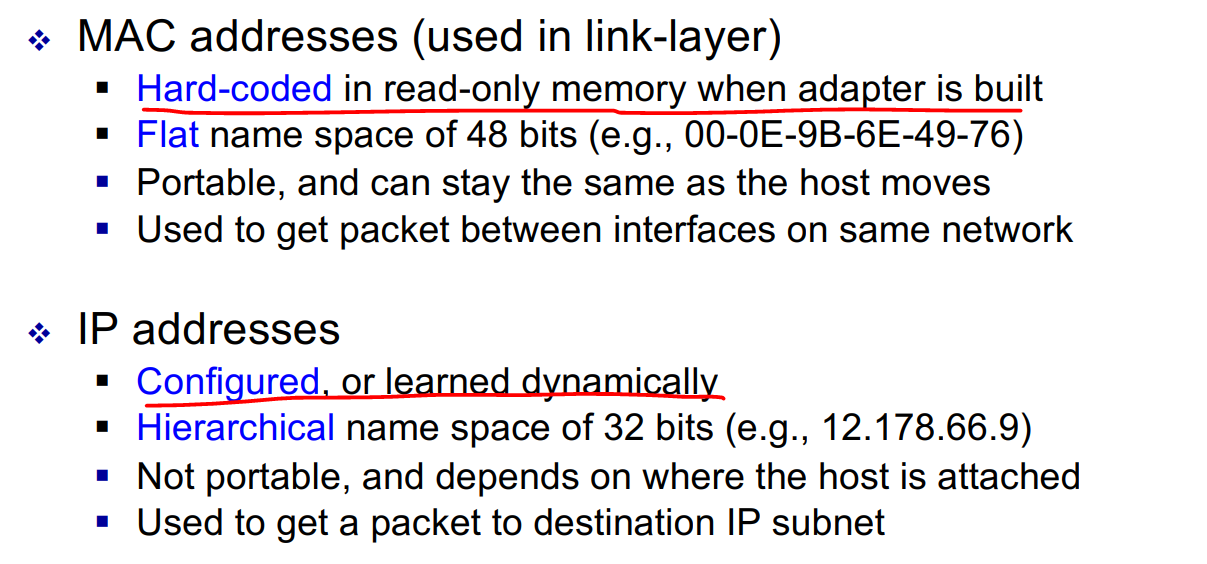 MAC addresses (used in link-layer)
Hard-coded in read-only memory when adapter is built
Flat name space of 48 bits (e.g., 00-0E-9B-6E-49-76)
Portable, and can stay the same as the host moves
Used to get packet between interfaces on same network
IP addresses
Configured, or learned dynamically
Hierarchical name space of 32 bits (e.g., 12.178.66.9)
Not portable, and depends on where the host is attached
Used to get a packet to destination IP subnet